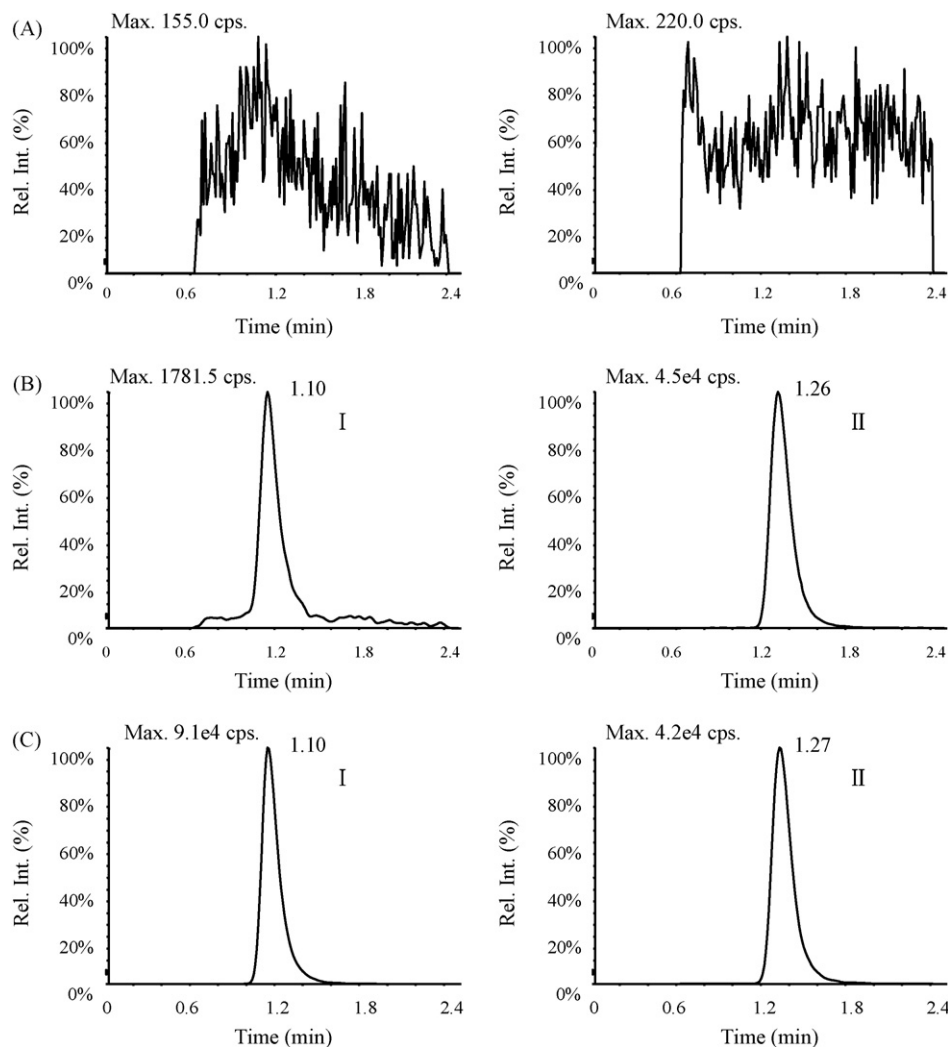 (A)
Max. 155.0 cps.
100%
80%
60%
40%
20%
0%
Rel. Int. (%)
0 0.6 1.2 1.8 2.4
Time (min)
Max. 220.0 cps.
100%
80%
60%
40%
20%
0%
Rel. Int. (%)
0 0.6 1.2 1.8 2.4
Time (min)
(B)
Max. 1781.5 cps.
1.10
I
100%
80%
60%
40%
20%
0%
Rel. Int. (%)
0 0.6 1.2 1.8 2.4
Time (min)
Max. 4.5e4 cps.
1.26
II
100%
80%
60%
40%
20%
0%
Rel. Int. (%)
0 0.6 1.2 1.8 2.4
Time (min)
(C)
Max. 9.1e4 cps.
1.10
I
100%
80%
60%
40%
20%
0%
Rel. Int. (%)
0 0.6 1.2 1.8 2.4
Time (min)
Max. 4.2e4 cps.
1.27
II
100%
80%
60%
40%
20%
0%
Rel. Int. (%)
0 0.6 1.2 1.8 2.4
Time (min)